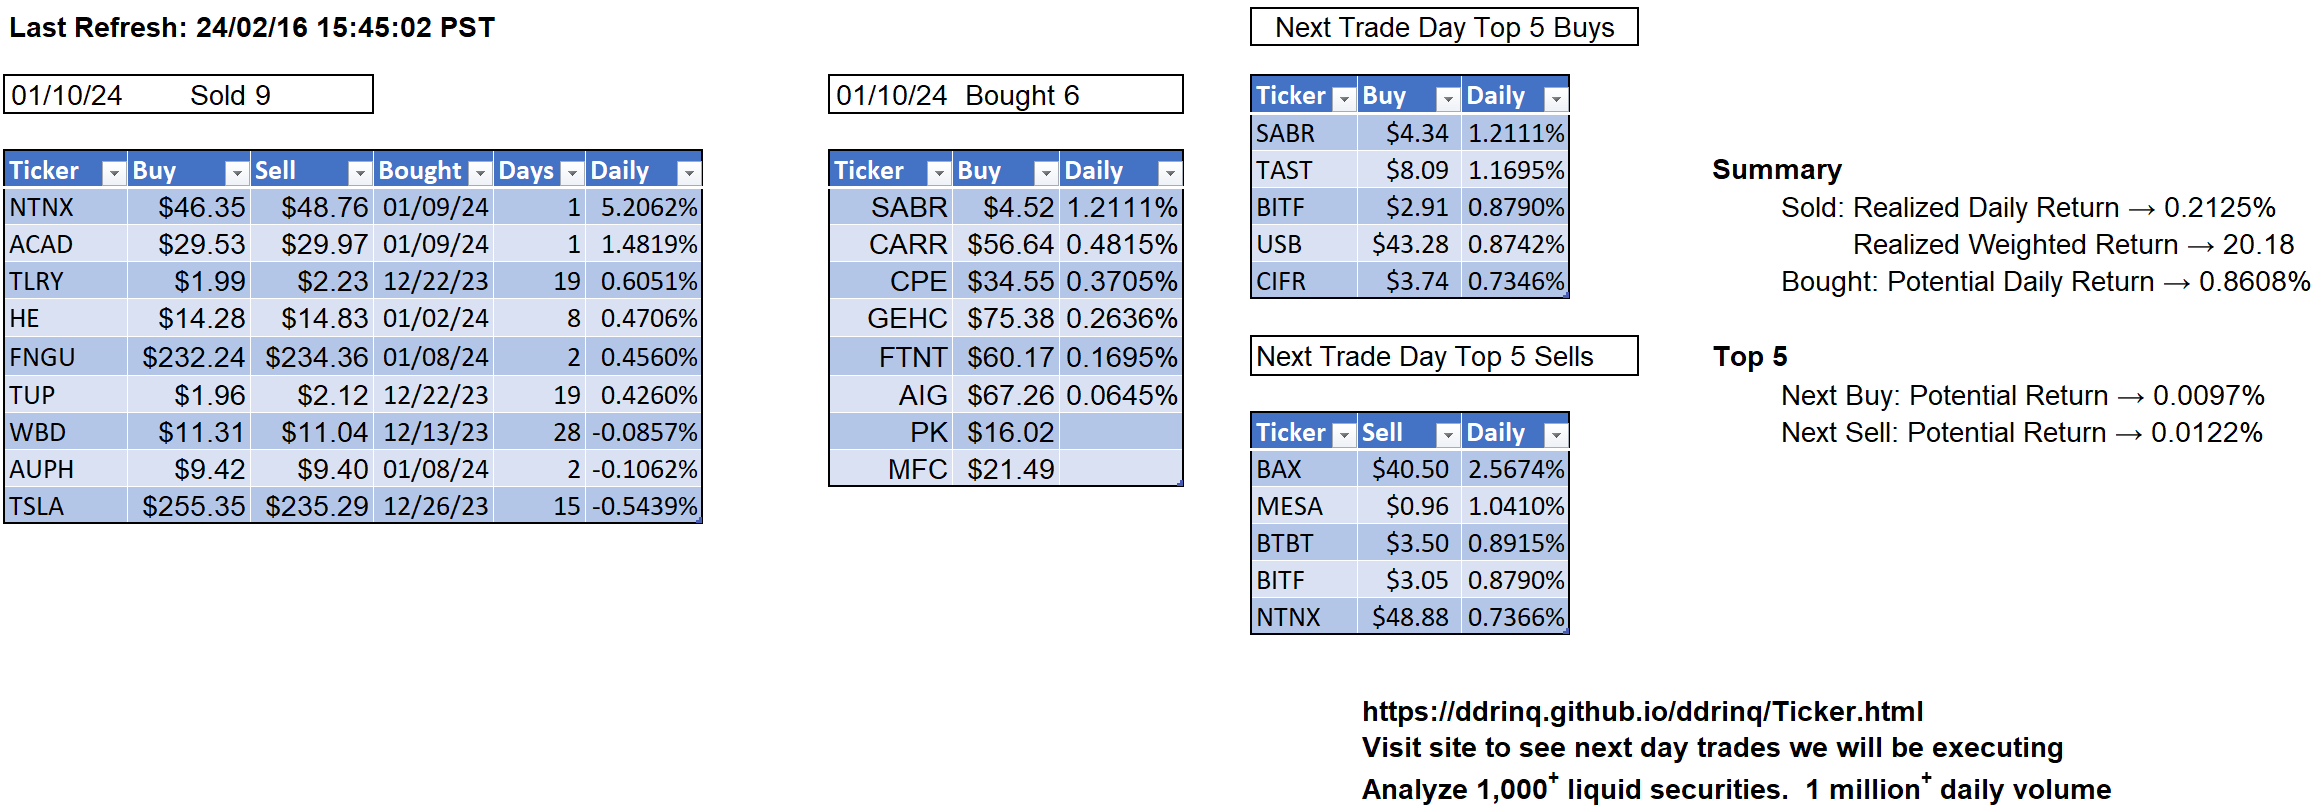 Last Refresh: 24/02/16 15:45:02 PST
01/10/24 Sold 9
Ticker Buy Sell Bought Days Daily
NTNX $46.35 $48.76 01/09/24 1 5.2062%
ACAD $29.53 $29.97 01/09/24 1 1.4819%
TLRY $1.99 $2.23 12/22/23 19 0.6051%
HE $14.28 $14.83 01/02/24 8 0.4706%
FNGU $232.24 $234.36 01/08/24 2 0.4560%
TUP $1.96 $2.12 12/22/23 19 0.4260%
WBD $11.31 $11.04 12/13/23 28 -0.0857%
AUPH $9.42 $9.40 01/08/24 2 -0.1062%
TSLA $255.35 $235.29 12/26/23 15 -0.5439%
01/10/24 Bought 6
Ticker Buy Daily
SABR $4.52 1.2111%
CARR $56.64 0.4815%
CPE $34.55 0.3705%
GEHC $75.38 0.2636%
FTNT $60.17 0.1695%
AIG $67.26 0.0645%
PK $16.02
MFC $21.49
Next Trade Day Top 5 Buys
Ticker Buy Daily
SABR $4.34 1.2111%
TAST $8.09 1.1695%
BITF $2.91 0.8790%
USB $43.28 0.8742%
CIFR $3.74 0.7346%
Next Trade Day Top 5 Sells
Ticker Sell Daily
BAX $40.50 2.5674%
MESA $0.96 1.0410%
BTBT $3.50 0.8915%
BITF $3.05 0.8790%
NTNX $48.88 0.7366%
Summary
Sold: Realized Daily Return → 0.2125%
Realized Weighted Return → 20.18
Bought: Potential Daily Return → 0.8608%
Top 5
Next Buy: Potential Return → 0.0097%
Next Sell: Potential Return → 0.0122%
https://ddrinq.github.io/ddrinq/Ticker.html
Visit site to see next day trades we will be executing
Analyze 1,000+ liquid securities. 1 million+ daily volume